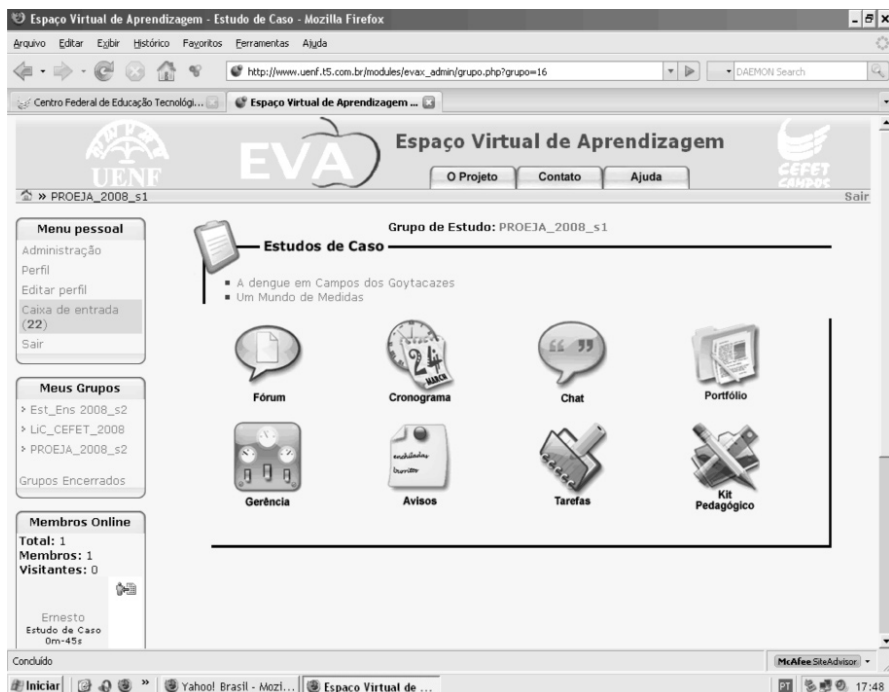 Espaço Virtual de Aprendizagem - Estudo de Caso - Mozilla Firefox
Arquivo Editar Exibir Histórico Favoritos Ferramentas Ajuda
http://www.uenf.t5.com.br/modules/evax_admin/grupo.php?grupo=16
DAEMON Search
Centro Federal de Educação Tecnológi...
Espaço Virtual de Aprendizagem ...
UENF
EVA
Espaço Virtual de Aprendizagem
CEFET
CAMPOS
O Projeto Contato Ajuda
» PROEJA_2008_s1
Sair
Menu pessoal
Administração
Perfil
Editar perfil
Caixa de entrada
(22)
Sair
Meus Grupos
> Est_Ens 2008_s2
> LiC_CEFET_2008
> PROEJA_2008_s2
Grupos Encerrados
Membros Online
Total: 1
Membros: 1
Visitantes: 0
Ernesto
Estudo de Caso
0m-45s
Grupo de Estudo: PROEJA_2008_s1
Estudos de Caso
A dengue em Campos dos Goytacazes
Um Mundo de Medidas
24
MARCH
Fórum
Cronograma
Chat
Portfólio
enchiladas
burritos
Gerência
Avisos
Tarefas
Kit
Pedagógico
Concluído
McAfee SiteAdvisor
Iniciar
»
Yahoo! Brasil - Mozi...
Espaço Virtual de ...
PT
17:48